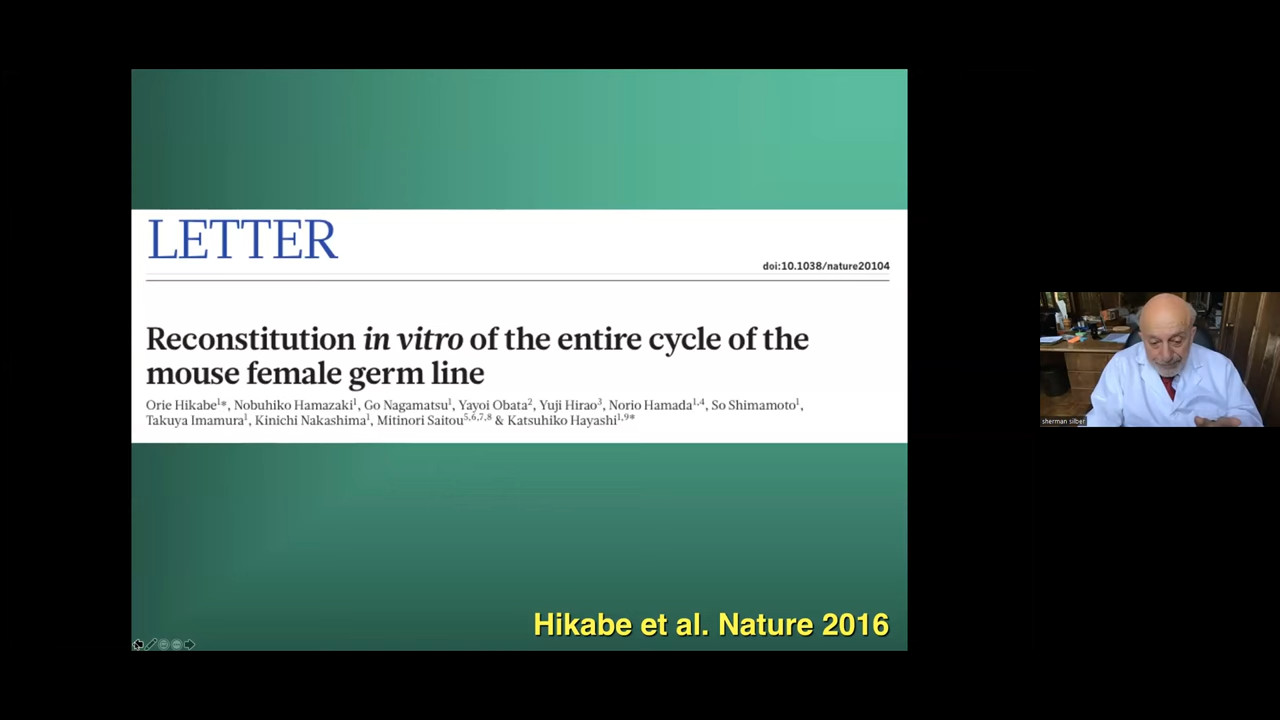 LETTER
doi:10.1038/nature20104
Reconstitution in vitro of the entire cycle of the
mouse female germ line
Orie Hikabe1*, Nobuhiko Hamazaki1, Go Nagamatsu1, Yayoi Obata2, Yuji Hirao3, Norio Hamada1,4, So Shimamoto1,
Takuya Imamura1, Kinichi Nakashima1, Mitinori Saitou5,6,7,8 & Katsuhiko Hayashi1,9*
Hikabe et al. Nature 2016
sherman silber